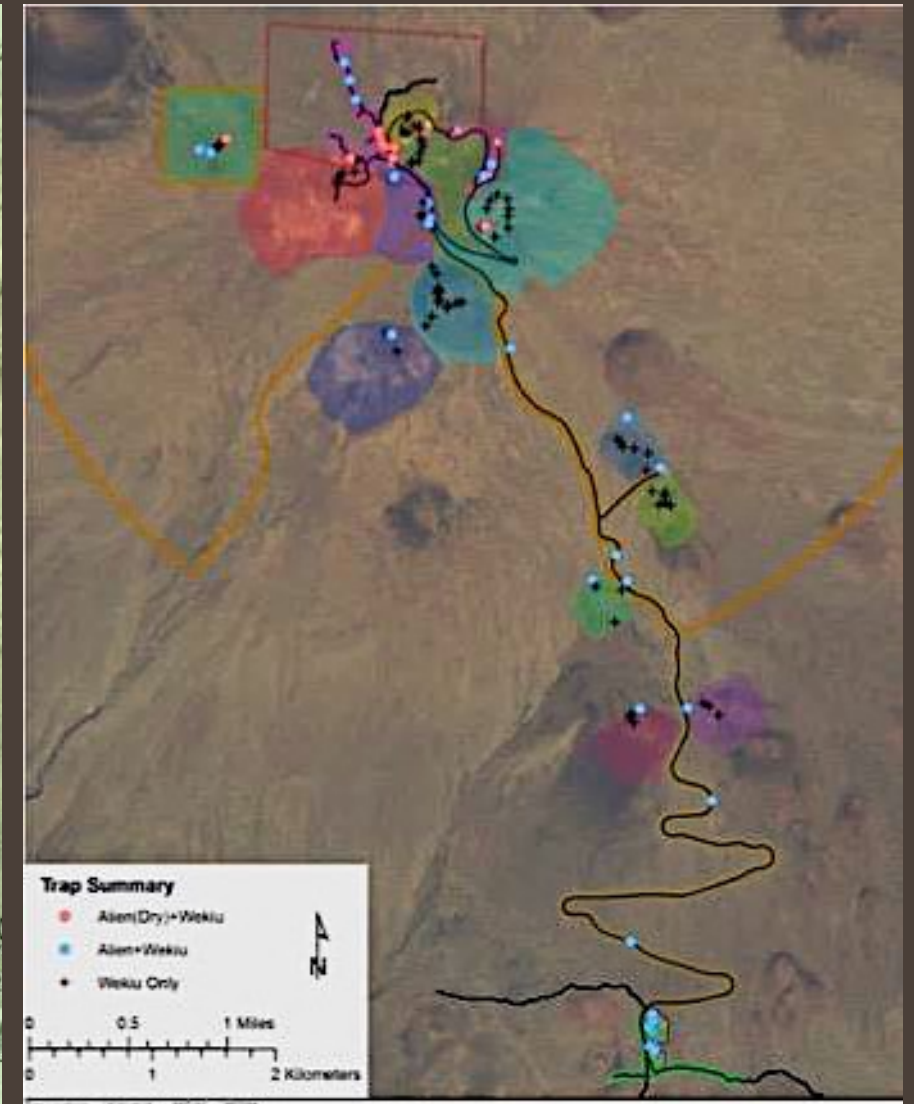 Trap Summary
Alien(Dry)+Wekiu
Alien+Wekiu
Wekiu Only
N
0 0.5 1 Miles
0 1 2 Kilometers